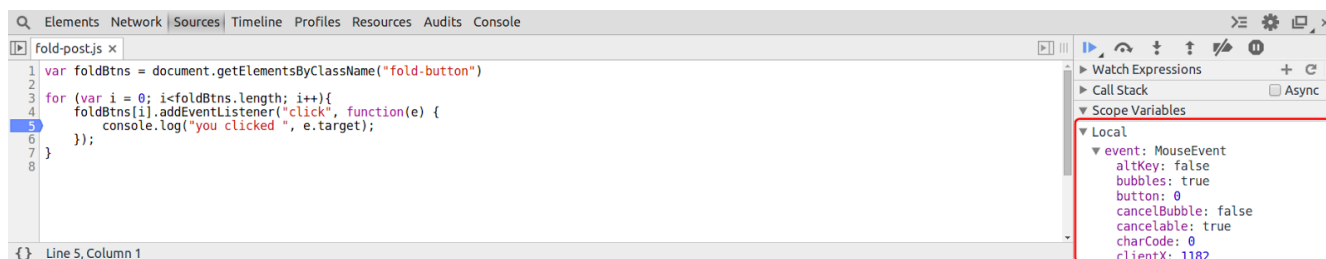 Elements Network Sources Timeline Profiles Resources Audits Console
fold-post.js ×
1 var foldBtns = document.getElementsByClassName("fold-button")
2
3 for (var i = 0; i<foldBtns.length; i++){
4 foldBtns[i].addEventListener("click", function(e) {
5 console.log("you clicked ", e.target);
6 });
7 }
8
{ } Line 5, Column 1
Watch Expressions
Call Stack Async
Scope Variables
Local
event: MouseEvent
altKey: false
bubbles: true
button: 0
cancelBubble: false
cancelable: true
charCode: 0
clientX: 1182